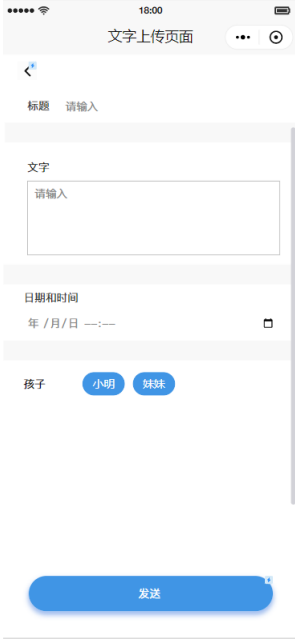 18:00
文字上传页面
标题 请输入
文字
请输入
日期和时间
年 /月/日 --:--
孩子 小明 妹妹
发送